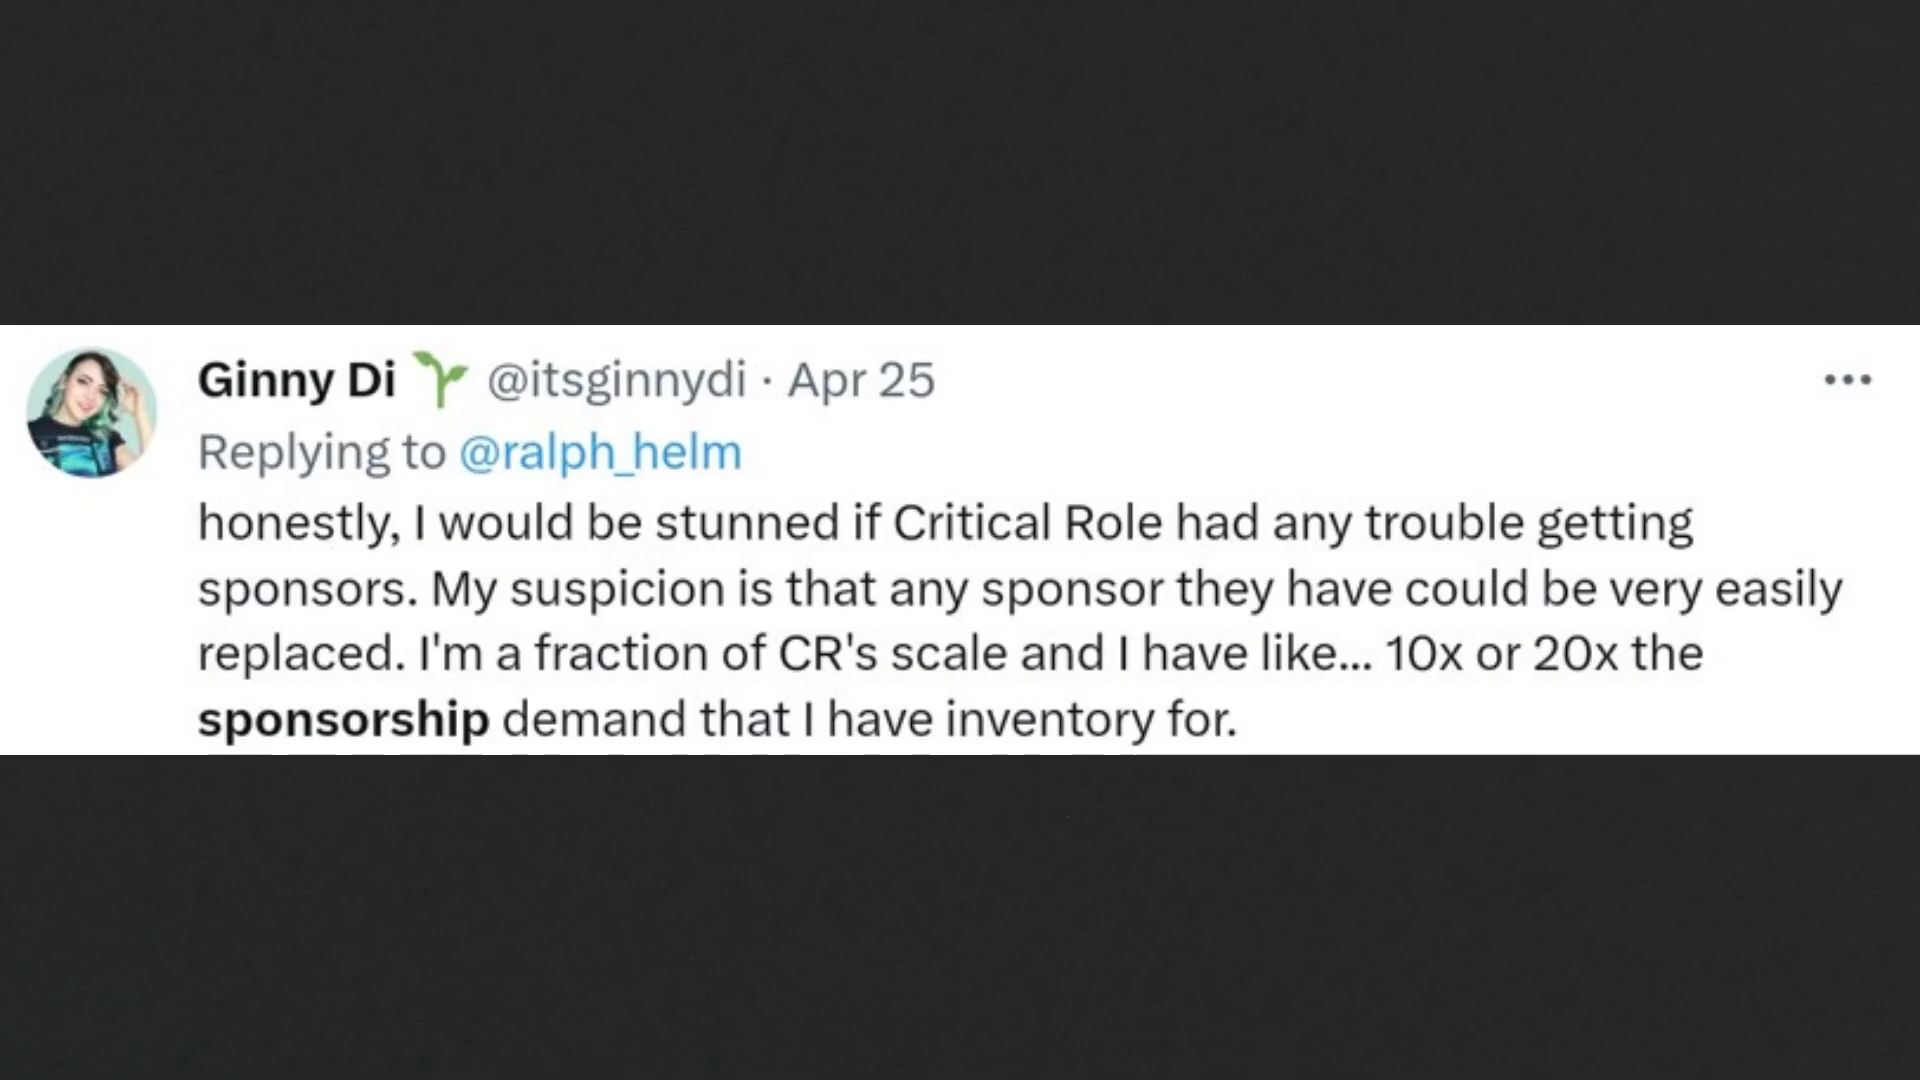 Ginny Di 🌱 @itsginnydi · Apr 25
Replying to @ralph_helm
honestly, I would be stunned if Critical Role had any trouble getting
sponsors. My suspicion is that any sponsor they have could be very easily
replaced. I'm a fraction of CR's scale and I have like... 10x or 20x the
sponsorship demand that I have inventory for.